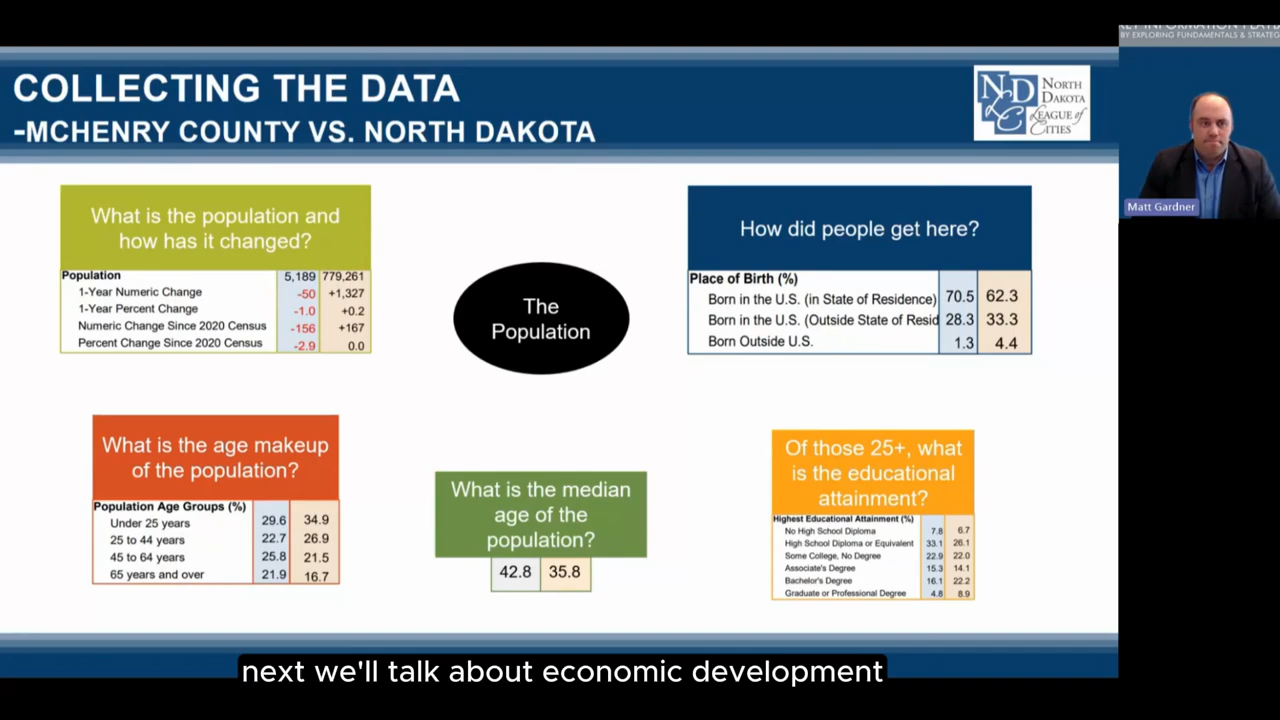 COLLECTING THE DATA
-MCHENRY COUNTY VS. NORTH DAKOTA
ND
LC
NORTH
DAKOTA
LEAGUE of
CITIES
BY EXPLORING FUNDAMENTALS & STRATEG
Matt Gardner
What is the population and
how has it changed?
Population 5,189 779,261
1-Year Numeric Change -50 +1,327
1-Year Percent Change -1.0 +0.2
Numeric Change Since 2020 Census -156 +167
Percent Change Since 2020 Census -2.9 0.0
The
Population
How did people get here?
Place of Birth (%)
Born in the U.S. (in State of Residence) 70.5 62.3
Born in the U.S. (Outside State of Resid 28.3 33.3
Born Outside U.S. 1.3 4.4
What is the age makeup
of the population?
Population Age Groups (%)
Under 25 years 29.6 34.9
25 to 44 years 22.7 26.9
45 to 64 years 25.8 21.5
65 years and over 21.9 16.7
What is the median
age of the
population?
42.8 35.8
Of those 25+, what
is the educational
attainment?
Highest Educational Attainment (%)
No High School Diploma 7.8 6.7
High School Diploma or Equivalent 33.1 26.1
Some College, No Degree 22.9 22.0
Associate's Degree 15.3 14.1
Bachelor's Degree 16.1 22.2
Graduate or Professional Degree 4.8 8.9
next we'll talk about economic development